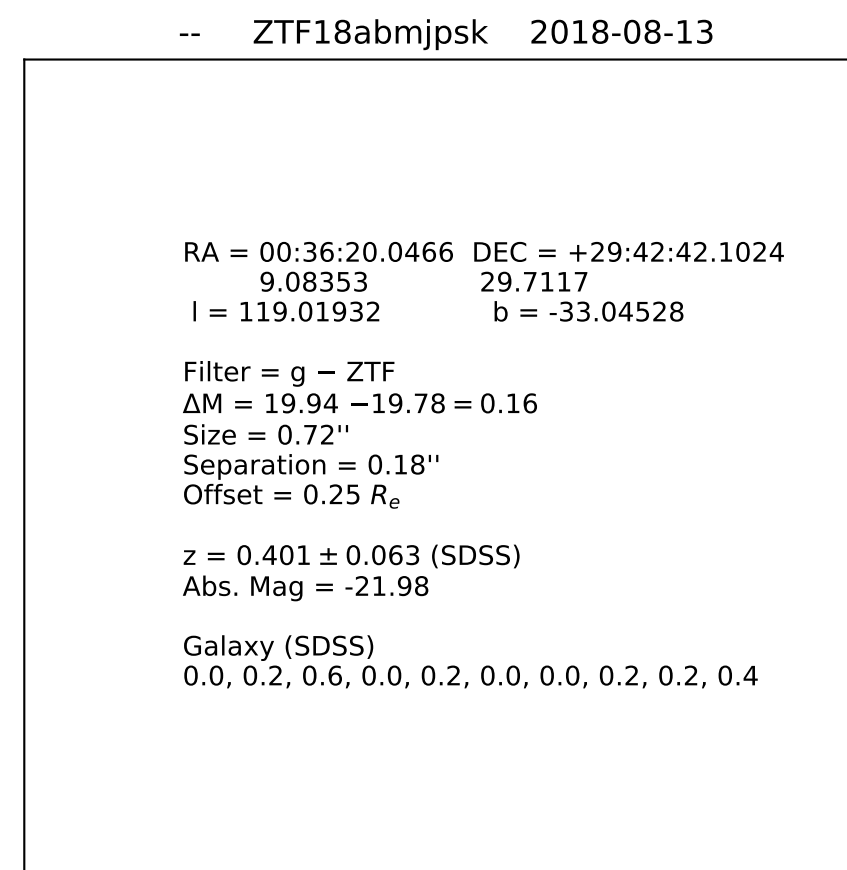 -- ZTF18abmjpsk 2018-08-13
RA = 00:36:20.0466 DEC = +29:42:42.1024
9.08353 29.7117
l = 119.01932 b = -33.04528
Filter = g − ZTF
ΔM = 19.94 −19.78 = 0.16
Size = 0.72''
Separation = 0.18''
Offset = 0.25 Rₑ
z = 0.401 ± 0.063 (SDSS)
Abs. Mag = -21.98
Galaxy (SDSS)
0.0, 0.2, 0.6, 0.0, 0.2, 0.0, 0.0, 0.2, 0.2, 0.4